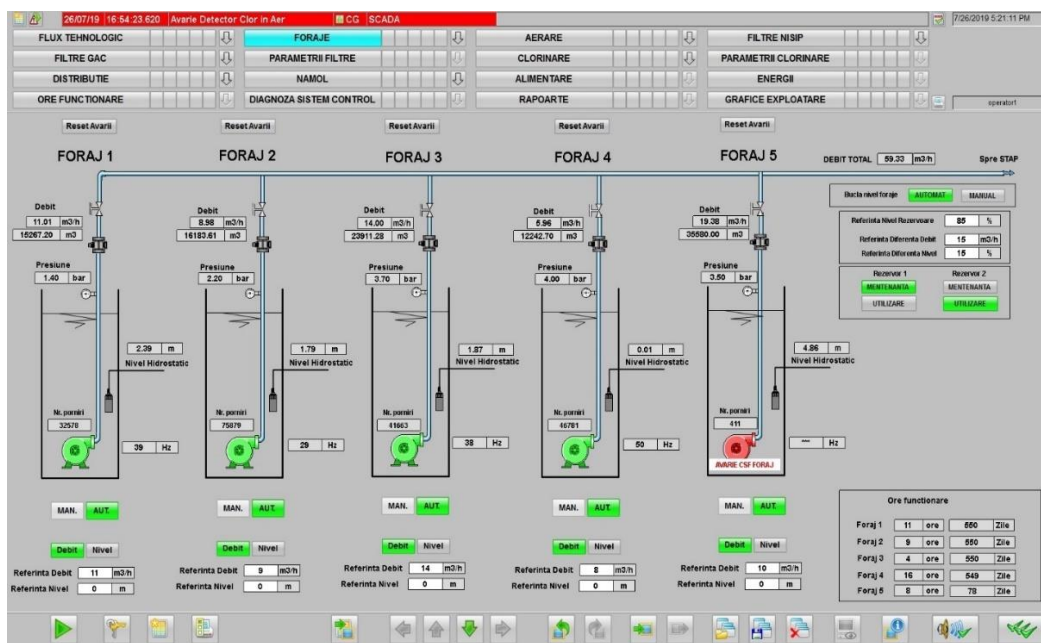 26/07/19 16:54:23.620 Avarie Detector Clor in Aer CG SCADA 7/26/2019 5:21:11 PM
FLUX TEHNOLOGIC FORAJE AERARE FILTRE NISIP
FILTRE GAC PARAMETRII FILTRE CLORINARE PARAMETRII CLORINARE
DISTRIBUTIE NAMOL ALIMENTARE ENERGII
ORE FUNCTIONARE DIAGNOZA SISTEM CONTROL RAPOARTE GRAFICE EXPLOATARE operator1
Reset Avarii Reset Avarii Reset Avarii Reset Avarii Reset Avarii
FORAJ 1 FORAJ 2 FORAJ 3 FORAJ 4 FORAJ 5
DEBIT TOTAL 59.33 m3/h Spre STAP
Bucla nivel foraje AUTOMAT MANUAL
Debit Debit Debit Debit Debit
11.01 m3/h 8.98 m3/h 14.00 m3/h 5.96 m3/h 19.38 m3/h
15267.20 m3 16183.61 m3 23911.28 m3 12242.70 m3 35580.00 m3
Referinta Nivel Rezervoare 85 %
Referinta Diferenta Debit 15 m3/h
Referinta Diferenta Nivel 15 %
Presiune Presiune Presiune Presiune Presiune
1.40 bar 2.20 bar 3.70 bar 4.00 bar 3.50 bar
Rezervor 1 Rezervor 2
MENTENANTA MENTENANTA
UTILIZARE UTILIZARE
2.39 m 1.79 m 1.87 m 0.01 m 4.86 m
Nivel Hidrostatic Nivel Hidrostatic Nivel Hidrostatic Nivel Hidrostatic Nivel Hidrostatic
Nr. porniri Nr. porniri Nr. porniri Nr. porniri Nr. porniri
32578 75879 41663 46781 411
39 Hz 29 Hz 38 Hz 50 Hz --- Hz
AVARIE CSF FORAJ
MAN. AUT. MAN. AUT. MAN. AUT. MAN. AUT. MAN. AUT.
Debit Nivel Debit Nivel Debit Nivel Debit Nivel Debit Nivel
Referinta Debit 11 m3/h Referinta Debit 9 m3/h Referinta Debit 14 m3/h Referinta Debit 8 m3/h Referinta Debit 10 m3/h
Referinta Nivel 0 m Referinta Nivel 0 m Referinta Nivel 0 m Referinta Nivel 0 m Referinta Nivel 0 m
Ore functionare
Foraj 1 11 ore 550 Zile
Foraj 2 9 ore 550 Zile
Foraj 3 4 ore 550 Zile
Foraj 4 16 ore 549 Zile
Foraj 5 8 ore 78 Zile